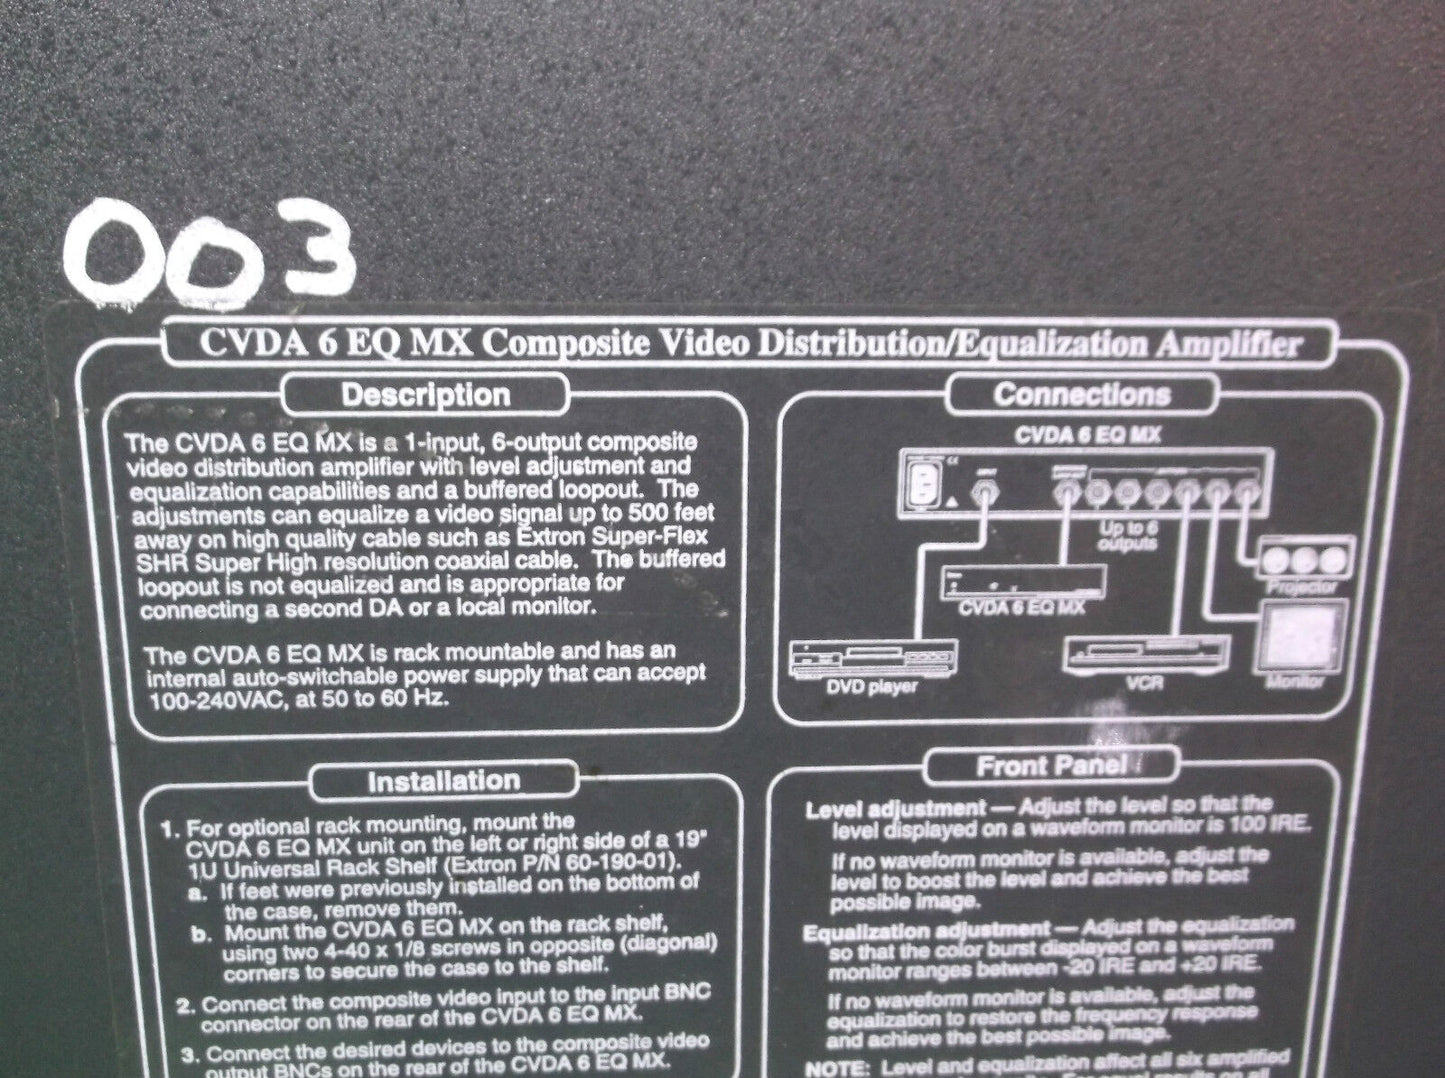 003
CVDA 6 EQ MX Composite Video Distribution/Equalization Amplifier
Description
The CVDA 6 EQ MX is a 1-input, 6-output composite
video distribution amplifier with level adjustment and
equalization capabilities and a buffered loopout. The
adjustments can equalize a video signal up to 500 feet
away on high quality cable such as Extron Super-Flex
SHR Super High resolution coaxial cable. The buffered
loopout is not equalized and is appropriate for
connecting a second DA or a local monitor.
The CVDA 6 EQ MX is rack mountable and has an
internal auto-switchable power supply that can accept
100-240VAC, at 50 to 60 Hz.
Connections
CVDA 6 EQ MX
INPUT
Up to 6
outputs
Projector
CVDA 6 EQ MX
DVD player
VCR
Monitor
Installation
1. For optional rack mounting, mount the
CVDA 6 EQ MX unit on the left or right side of a 19"
1U Universal Rack Shelf (Extron P/N 60-190-01).
a. If feet were previously installed on the bottom of
the case, remove them.
b. Mount the CVDA 6 EQ MX on the rack shelf,
using two 4-40 x 1/8 screws in opposite (diagonal)
corners to secure the case to the shelf.
2. Connect the composite video input to the input BNC
connector on the rear of the CVDA 6 EQ MX.
3. Connect the desired devices to the composite video
output BNCs on the rear of the CVDA 6 EQ MX.
Front Panel
Level adjustment — Adjust the level so that the
level displayed on a waveform monitor is 100 IRE.
If no waveform monitor is available, adjust the
level to boost the level and achieve the best
possible image.
Equalization adjustment — Adjust the equalization
so that the color burst displayed on a waveform
monitor ranges between -20 IRE and +20 IRE.
If no waveform monitor is available, adjust the
equalization to restore the frequency response
and achieve the best possible image.
NOTE: Level and equalization affect all six amplified